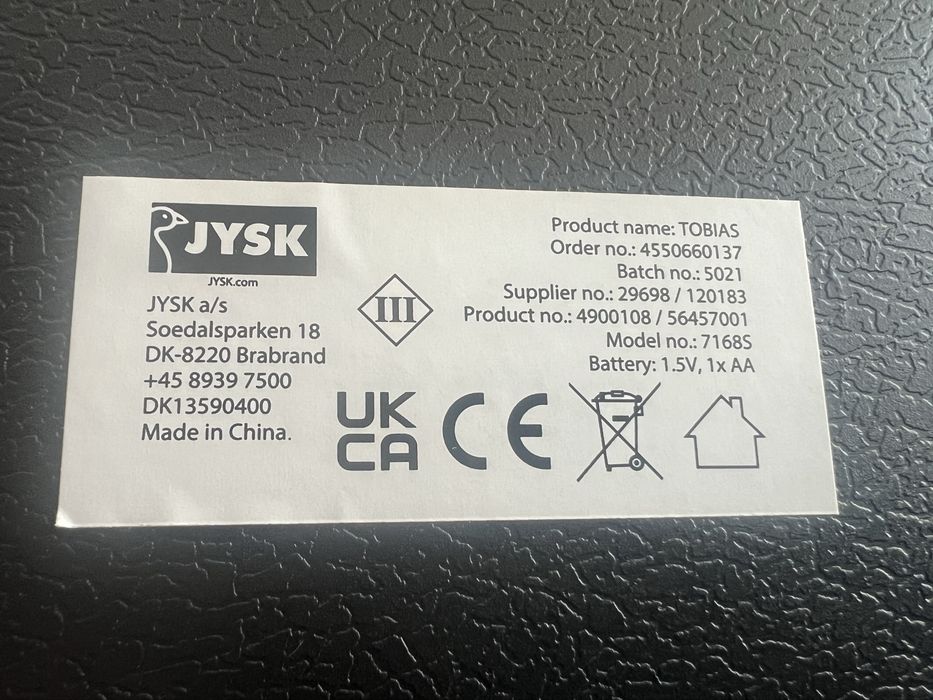 JYSK
JYSK.com
JYSK a/s
Soedalsparken 18
DK-8220 Brabrand
+45 8939 7500
DK13590400
Made in China.
III
Product name: TOBIAS
Order no.: 4550660137
Batch no.: 5021
Supplier no.: 29698 / 120183
Product no.: 4900108 / 56457001
Model no.: 7168S
Battery: 1.5V, 1x AA
UK
CA
CE